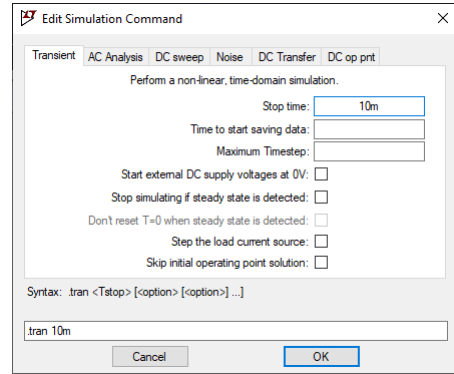 Edit Simulation Command
Transient AC Analysis DC sweep Noise DC Transfer DC op pnt
Perform a non-linear, time-domain simulation.
Stop time: 10m
Time to start saving data:
Maximum Timestep:
Start external DC supply voltages at 0V:
Stop simulating if steady state is detected:
Don't reset T=0 when steady state is detected:
Step the load current source:
Skip initial operating point solution:
Syntax: .tran <Tstop> [<option> [<option>] ...]
.tran 10m
Cancel OK